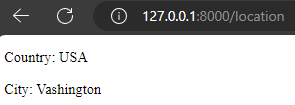 127.0.0.1:8000/location
Country: USA
City: Vashington